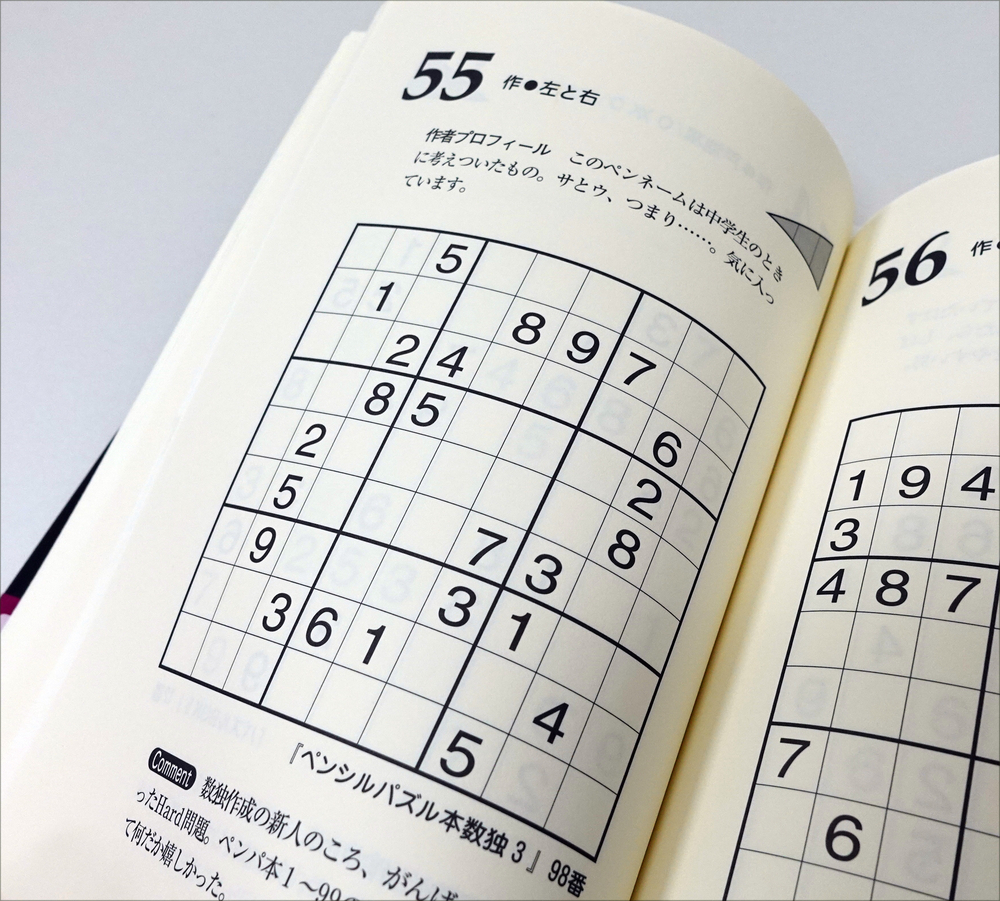 55 作●左と右
作者プロフィール このペンネームは中学生のとき
に考えついたもの。サとウ、つまり……。気に入っ
ています。
5
1 8 9 7
2 4 6
8 5 2
2 8
5 7 3
9 3 1
3 6 1 4
5
『ペンシルパズル本数独3』98番
Comment 数独作成の新人のころ、がんば
ったHard問題。ペンパ本1〜99の
て何だか嬉しかった。
56 作●
1 9 4
3
4 8 7
7
6